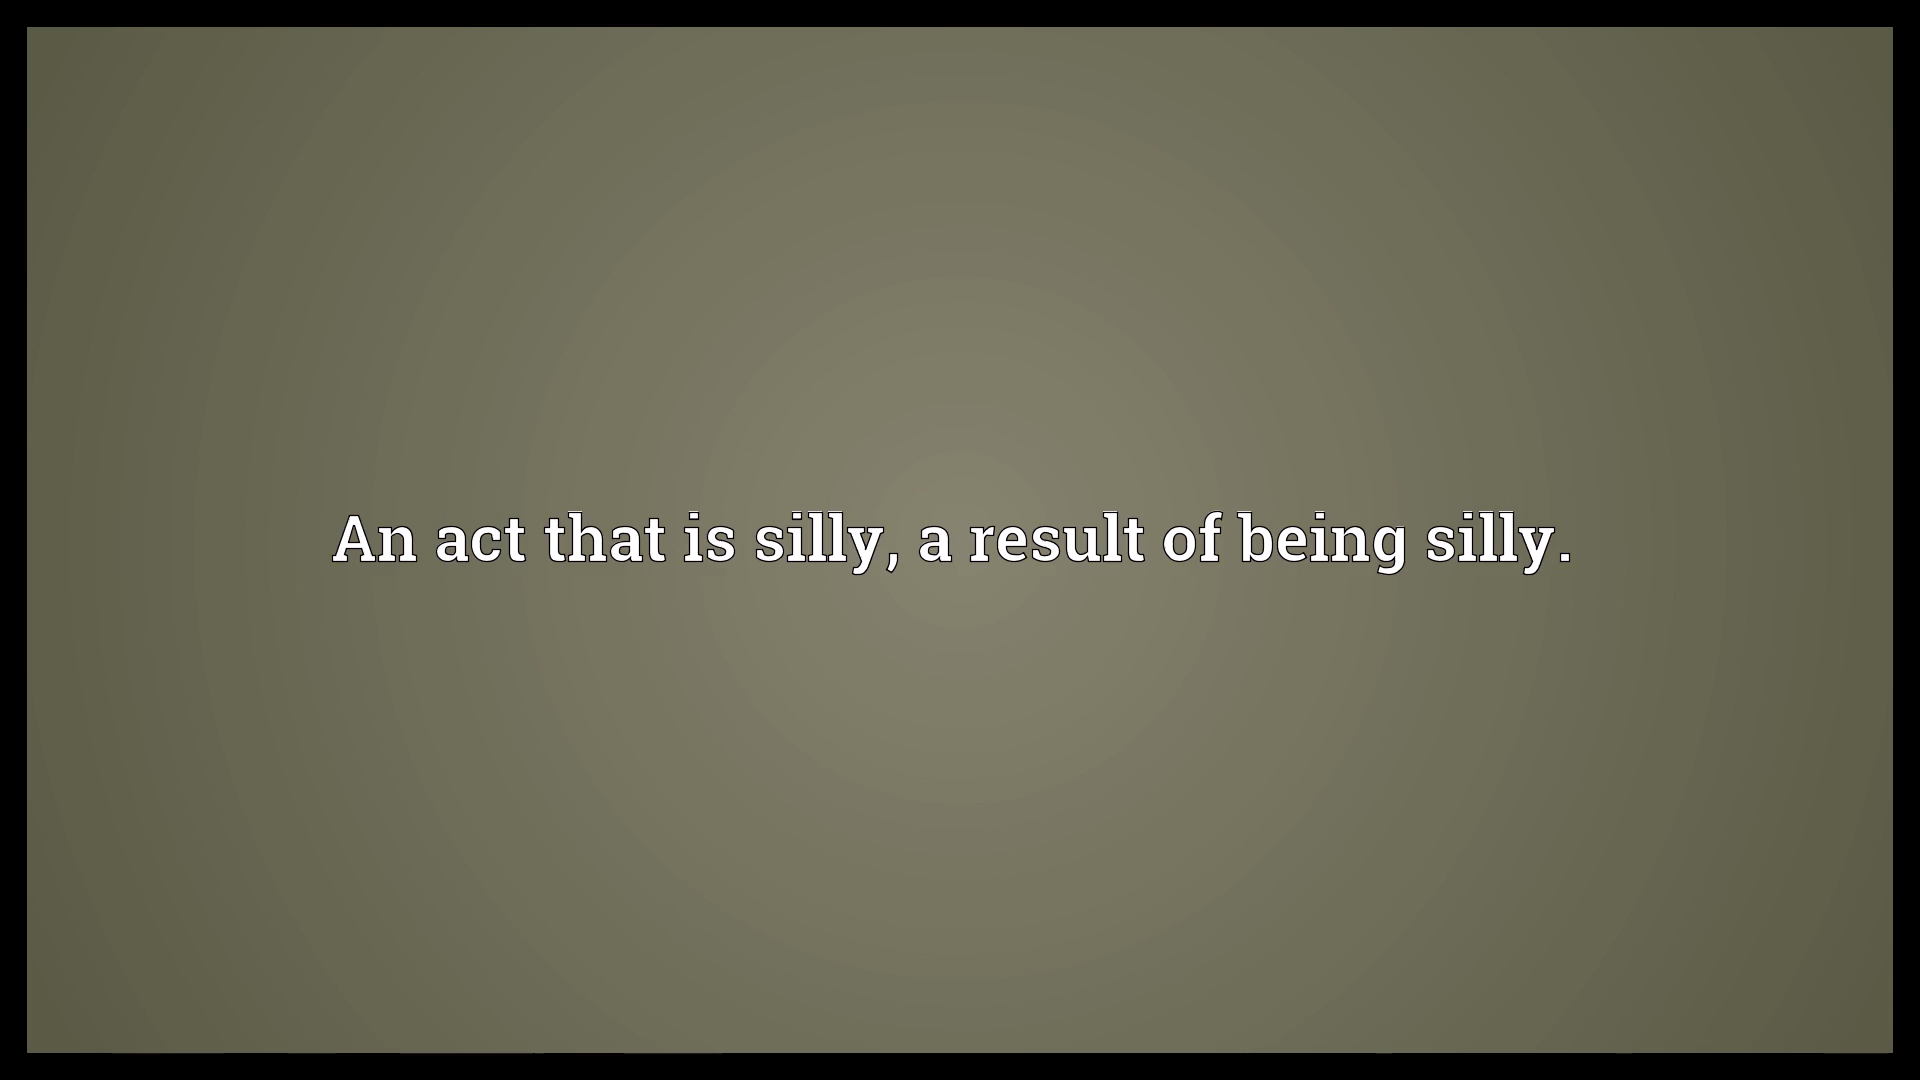 An act that is silly, a result of being silly.